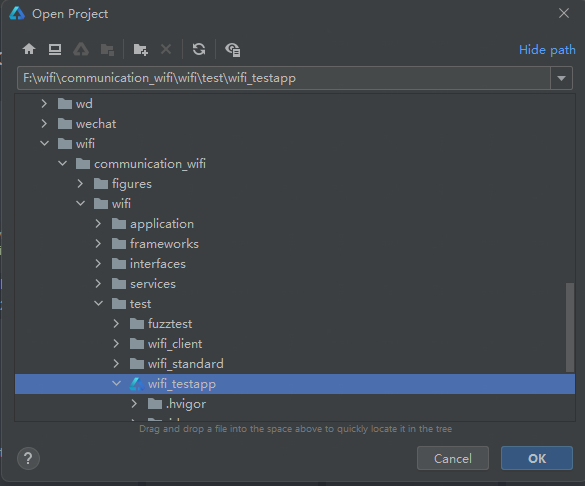 Open Project
Hide path
F:\wifi\communication_wifi\wifi\test\wifi_testapp
wd
wechat
wifi
communication_wifi
figures
wifi
application
frameworks
interfaces
services
test
fuzztest
wifi_client
wifi_standard
wifi_testapp
.hvigor
Drag and drop a file into the space above to quickly locate it in the tree
?
Cancel
OK